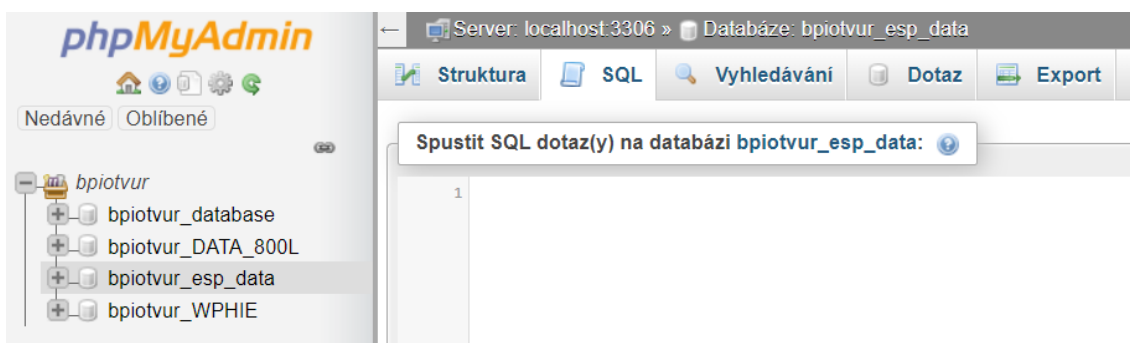 phpMyAdmin
Nedávné Oblíbené
bpiotvur
bpiotvur_database
bpiotvur_DATA_800L
bpiotvur_esp_data
bpiotvur_WPHIE
← Server: localhost:3306 » Databáze: bpiotvur_esp_data
Struktura SQL Vyhledávání Dotaz Export
Spustit SQL dotaz(y) na databázi bpiotvur_esp_data:
1